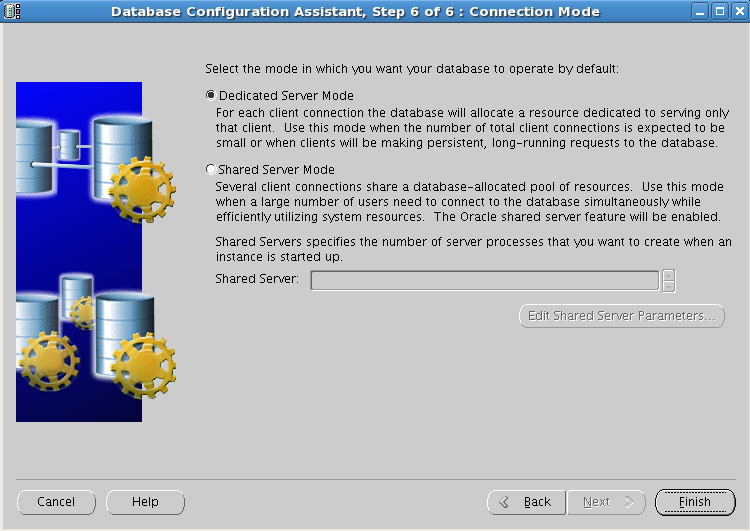 Database Configuration Assistant, Step 6 of 6 : Connection Mode
Select the mode in which you want your database to operate by default:
Dedicated Server Mode
For each client connection the database will allocate a resource dedicated to serving only
that client.  Use this mode when the number of total client connections is expected to be
small or when clients will be making persistent, long-running requests to the database.
Shared Server Mode
Several client connections share a database-allocated pool of resources.  Use this mode
when a large number of users need to connect to the database simultaneously while
efficiently utilizing system resources.  The Oracle shared server feature will be enabled.
Shared Servers specifies the number of server processes that you want to create when an
instance is started up.
Shared Server:
Edit Shared Server Parameters...
Cancel Help Back Next Finish